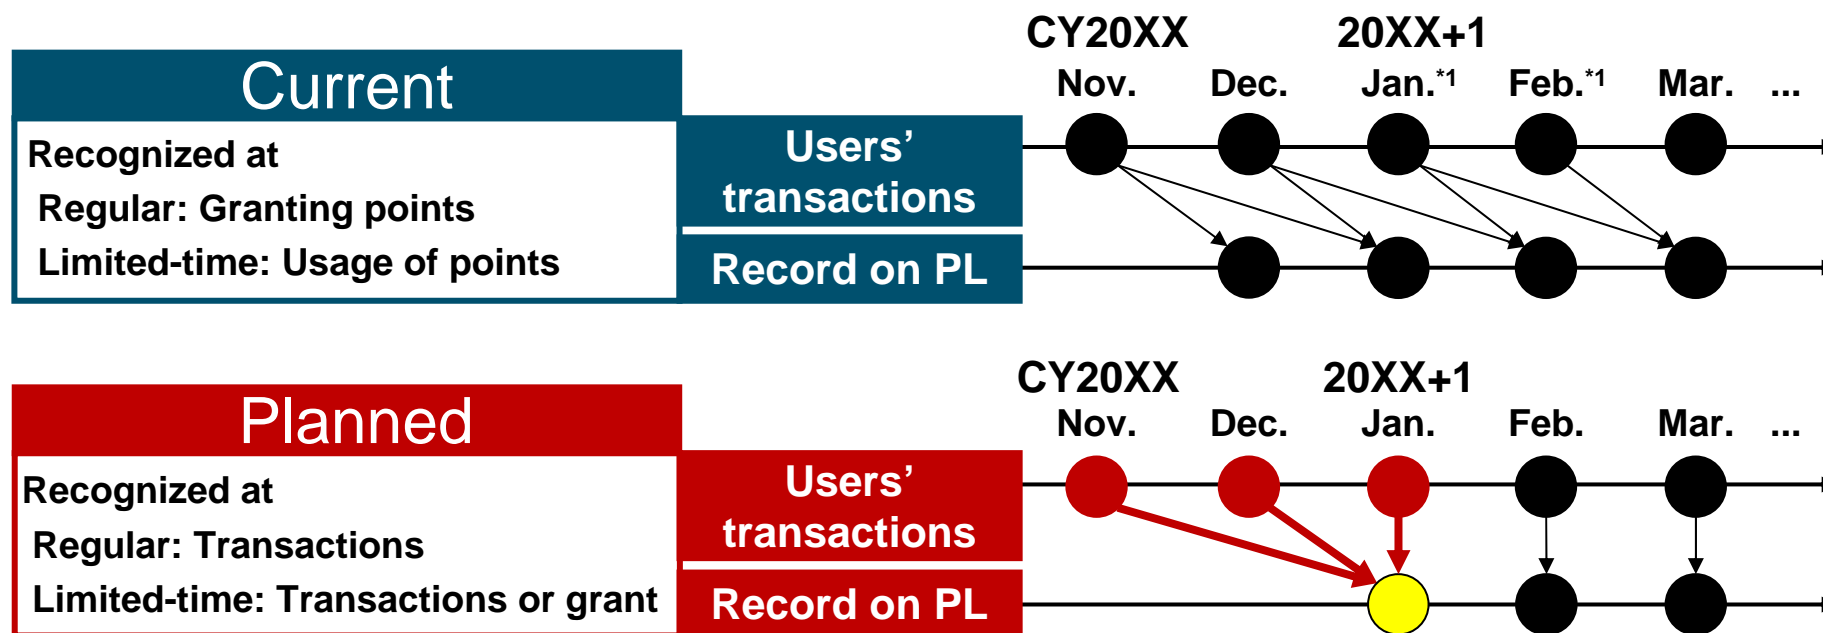 CY20XX 20XX+1
Current Nov. Dec. Jan.*1 Feb.*1 Mar. ...
Recognized at
Regular: Granting points
Limited-time: Usage of points
Users’
transactions
Record on PL
CY20XX 20XX+1
Planned Nov. Dec. Jan. Feb. Mar. ...
Recognized at
Regular: Transactions
Limited-time: Transactions or grant
Users’
transactions
Record on PL